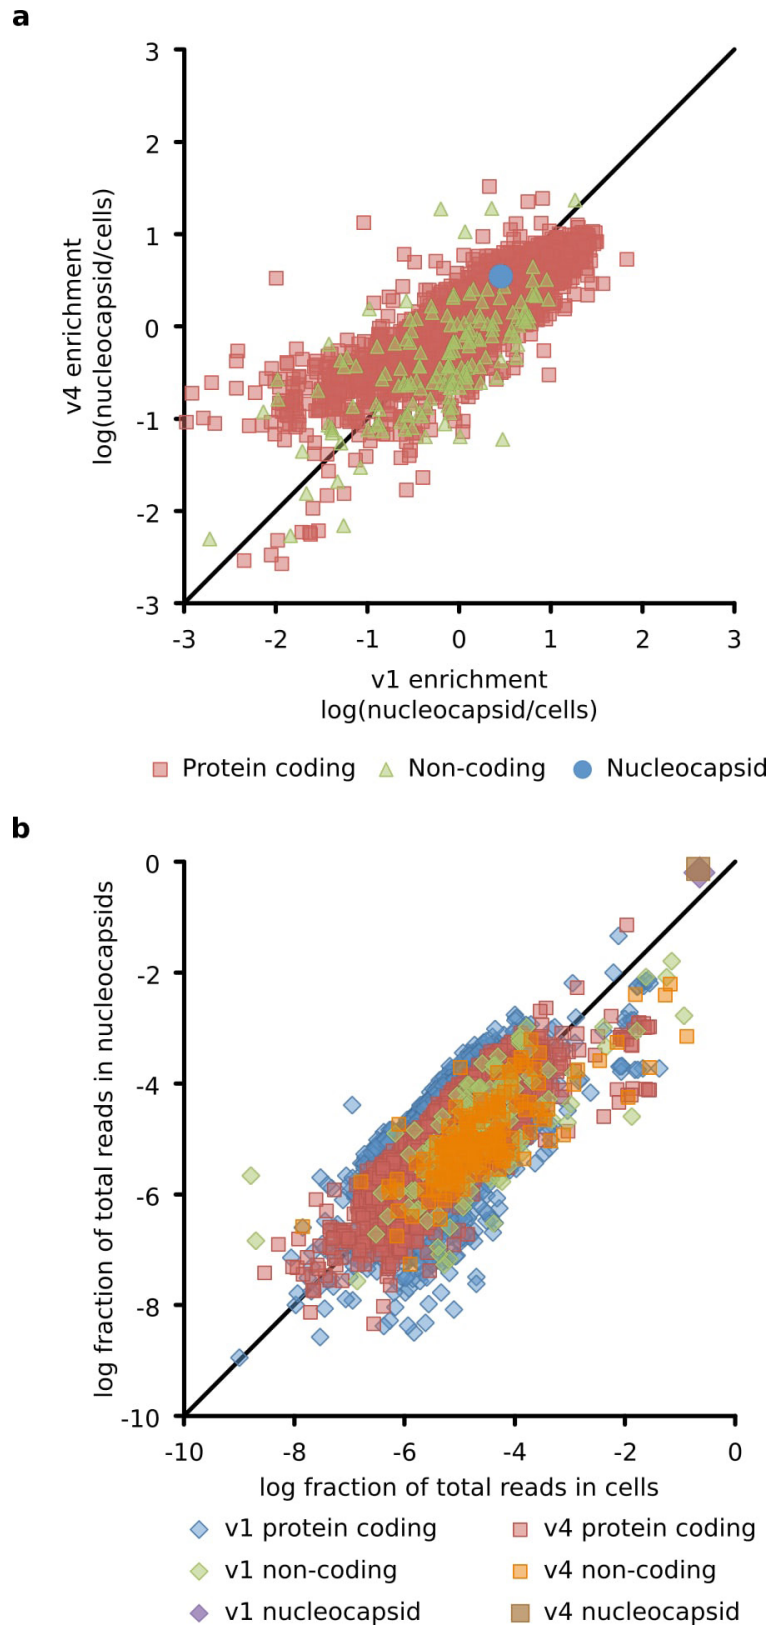 a
3
2
1
0
-1
-2
-3
v4 enrichment
log(nucleocapsid/cells)
-3 -2 -1 0 1 2 3
v1 enrichment
log(nucleocapsid/cells)
Protein coding Non-coding Nucleocapsid
b
0
-2
-4
-6
-8
-10
log fraction of total reads in nucleocapsids
-10 -8 -6 -4 -2 0
log fraction of total reads in cells
v1 protein coding v4 protein coding
v1 non-coding v4 non-coding
v1 nucleocapsid v4 nucleocapsid